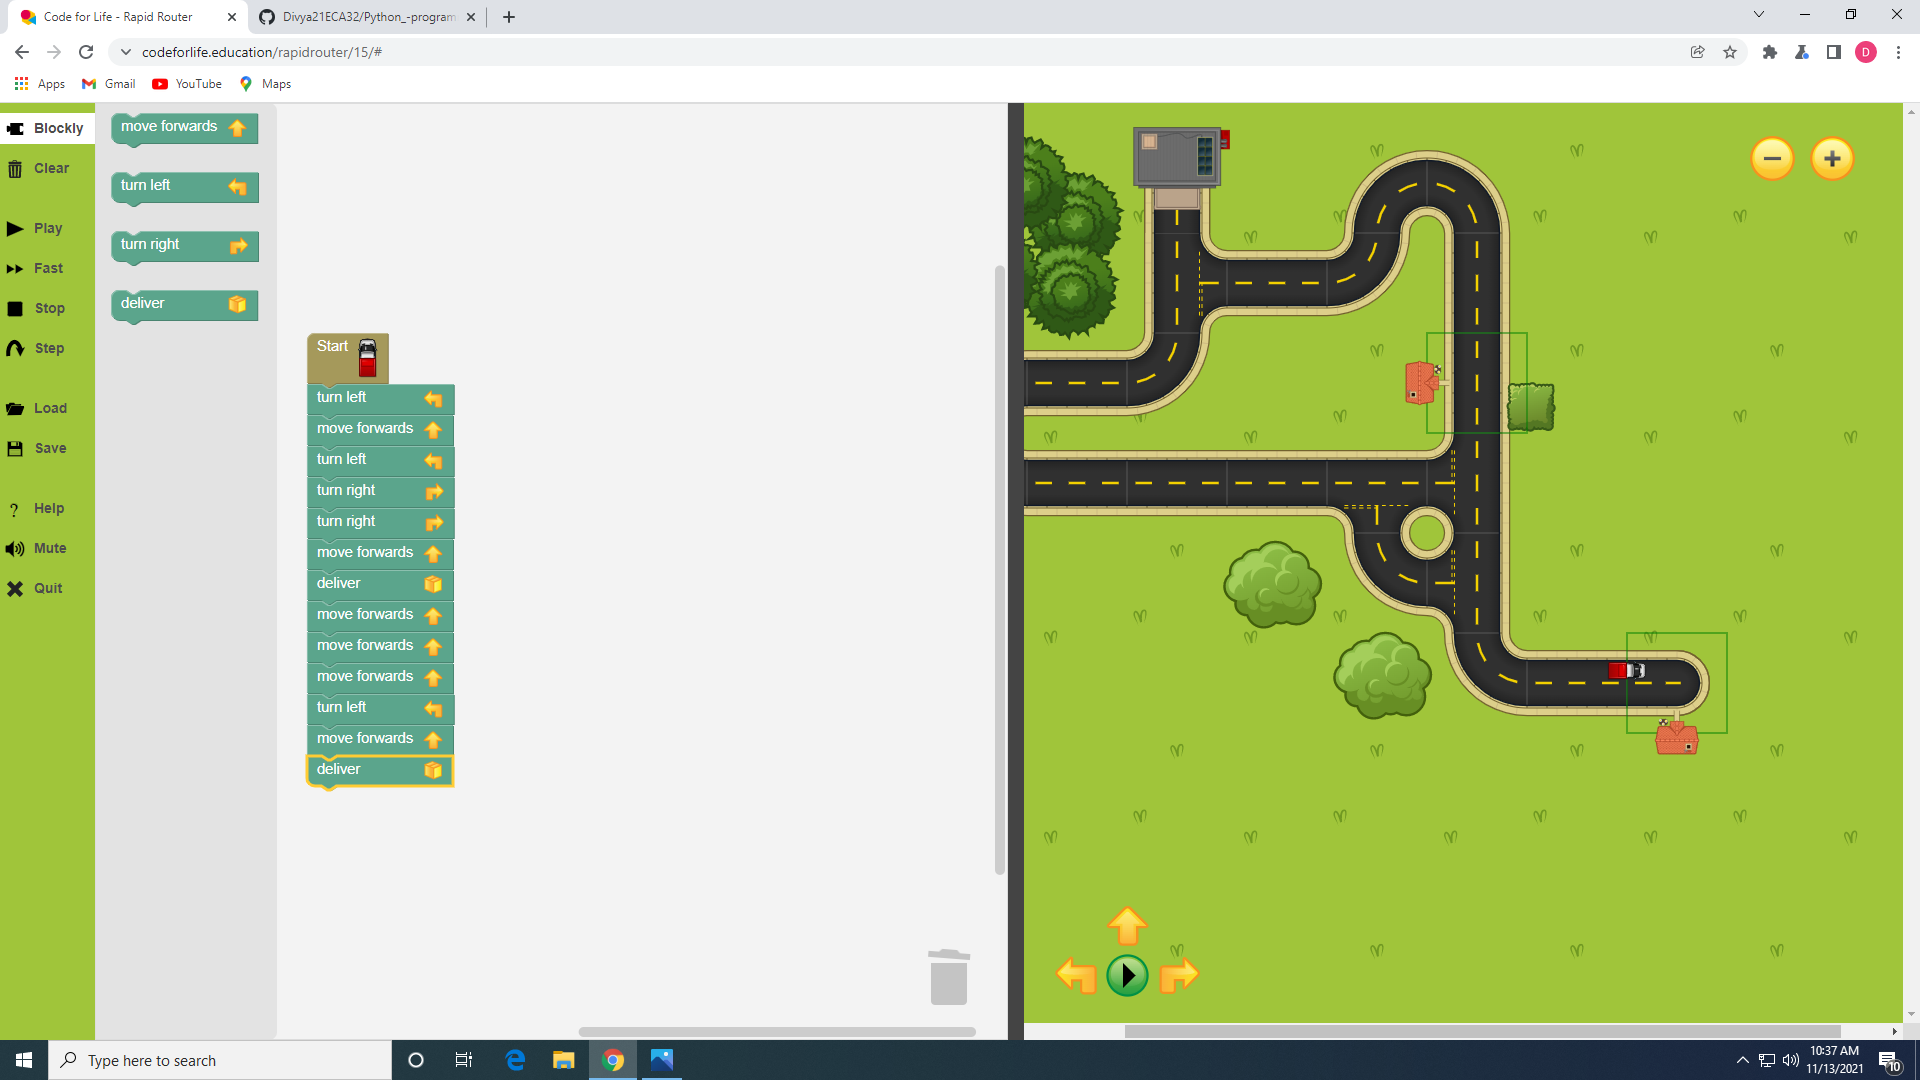 Code for Life - Rapid Router
Divya21ECA32/Python_-program
codeforlife.education/rapidrouter/15/#
D
Apps
Gmail
YouTube
Maps
Blockly
Clear
Play
Fast
Stop
Step
Load
Save
? Help
Mute
Quit
move forwards
turn left
turn right
deliver
Start
turn left
move forwards
turn left
turn right
turn right
move forwards
deliver
move forwards
move forwards
move forwards
turn left
move forwards
deliver
Type here to search
10:37 AM
11/13/2021
10